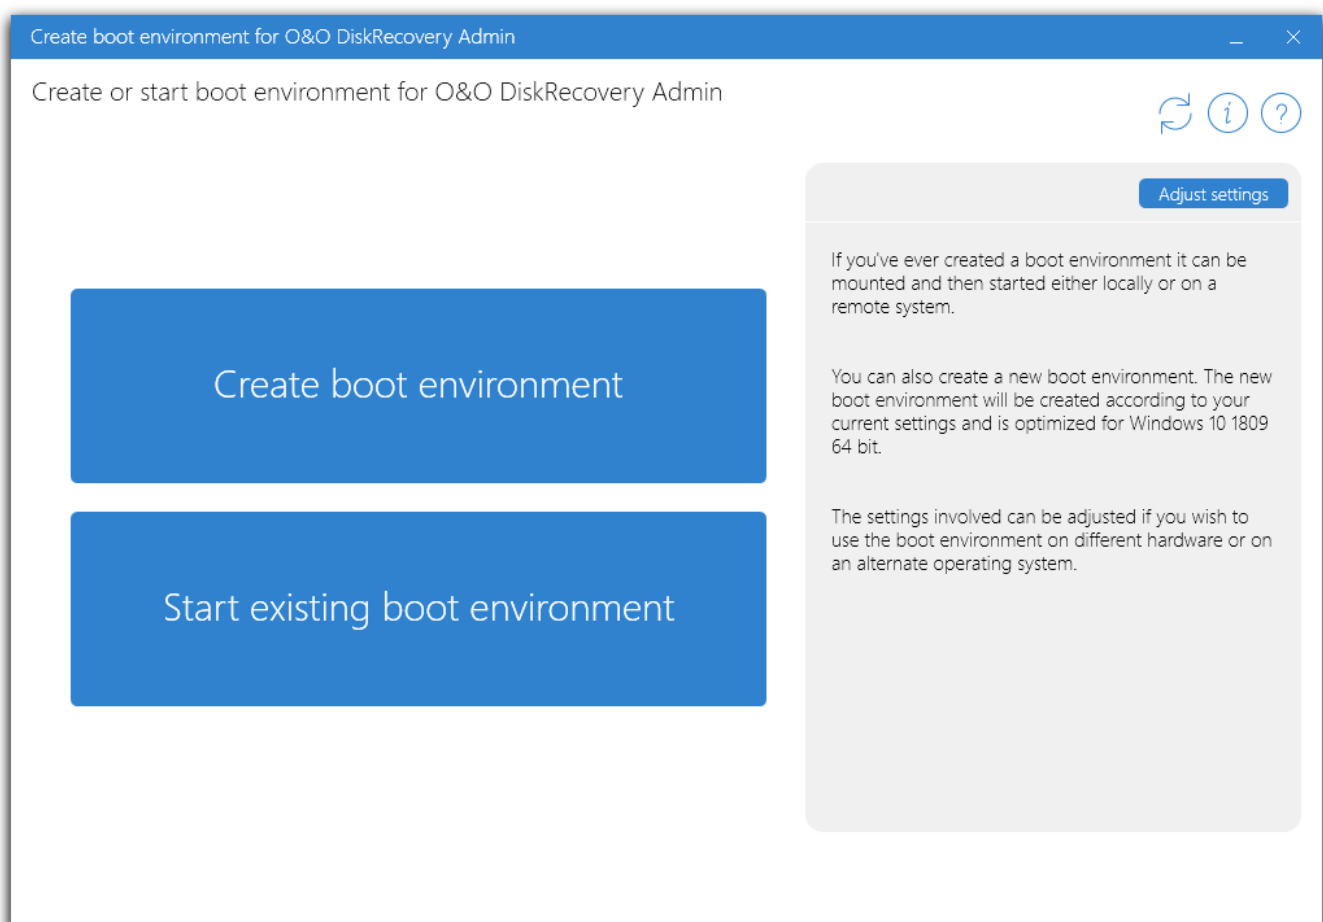 Create boot environment for O&O DiskRecovery Admin
Create or start boot environment for O&O DiskRecovery Admin
i ?
Adjust settings
If you've ever created a boot environment it can be
mounted and then started either locally or on a
remote system.
You can also create a new boot environment. The new
boot environment will be created according to your
current settings and is optimized for Windows 10 1809
64 bit.
The settings involved can be adjusted if you wish to
use the boot environment on different hardware or on
an alternate operating system.
Create boot environment
Start existing boot environment